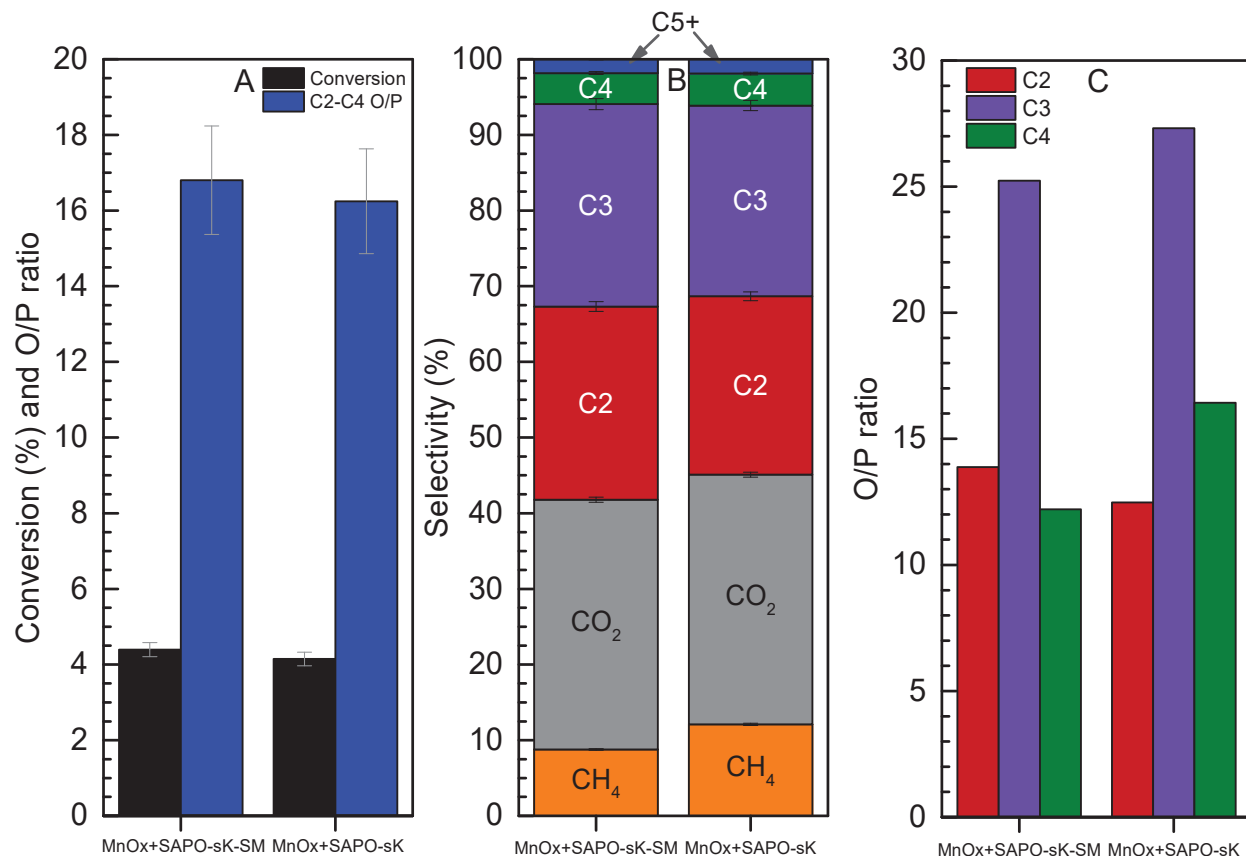 C5+
A
Conversion
C2-C4 O/P
20
18
16
14
12
10
8
6
4
2
0
Conversion (%) and O/P ratio
MnOx+SAPO-sK-SM
MnOx+SAPO-sK
B
100
90
80
70
60
50
40
30
20
10
0
Selectivity (%)
C4
C3
C2
CO2
CH4
C4
C3
C2
CO2
CH4
MnOx+SAPO-sK-SM
MnOx+SAPO-sK
C
C2
C3
C4
30
25
20
15
10
5
0
O/P ratio
MnOx+SAPO-sK-SM
MnOx+SAPO-sK